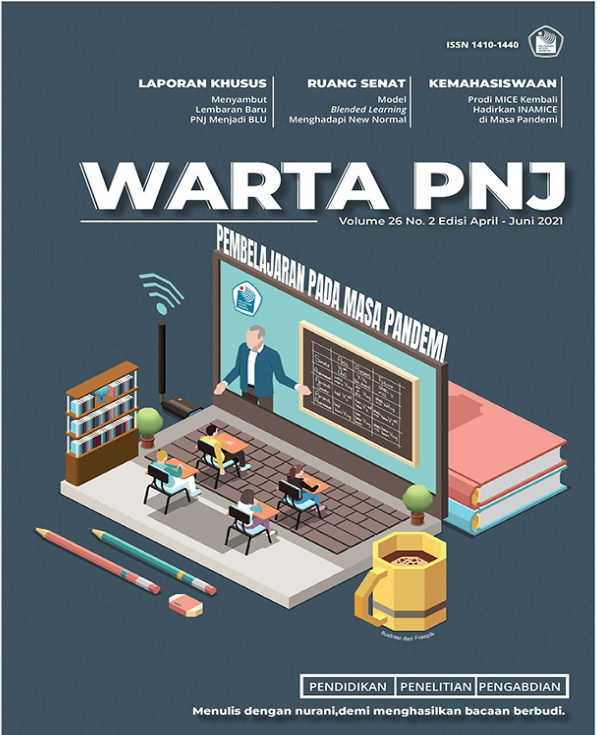 ISSN 1410-1440
LAPORAN KHUSUS
Menyambut
Lembaran Baru
PNJ Menjadi BLU
RUANG SENAT
Model
Blended Learning
Menghadapi New Normal
KEMAHASISWAAN
Prodi MICE Kembali
Hadirkan INAMICE
di Masa Pandemi
WARTA PNJ
Volume 26 No. 2 Edisi April - Juni 2021
PEMBELAJARAN PADA MASA PANDEMI
Ilustrasi dari Freepik
PENDIDIKAN PENELITIAN PENGABDIAN
Menulis dengan nurani,demi menghasilkan bacaan berbudi.